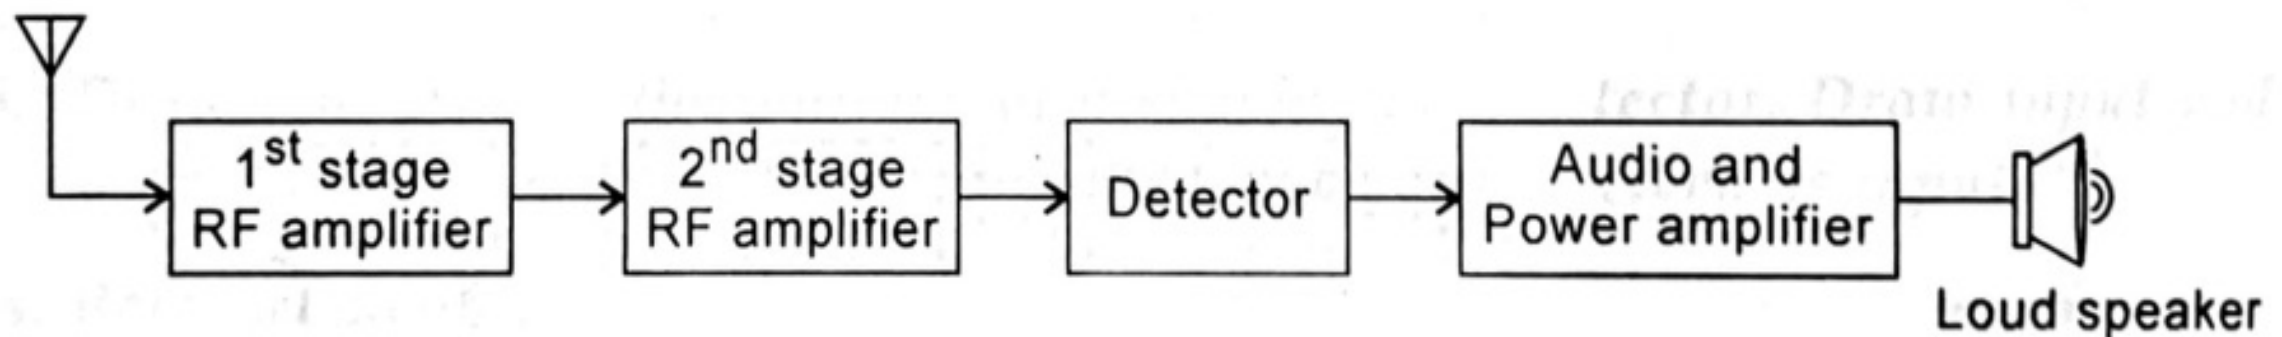 1st stage
RF amplifier
2nd stage
RF amplifier
Detector
Audio and
Power amplifier
Loud speaker